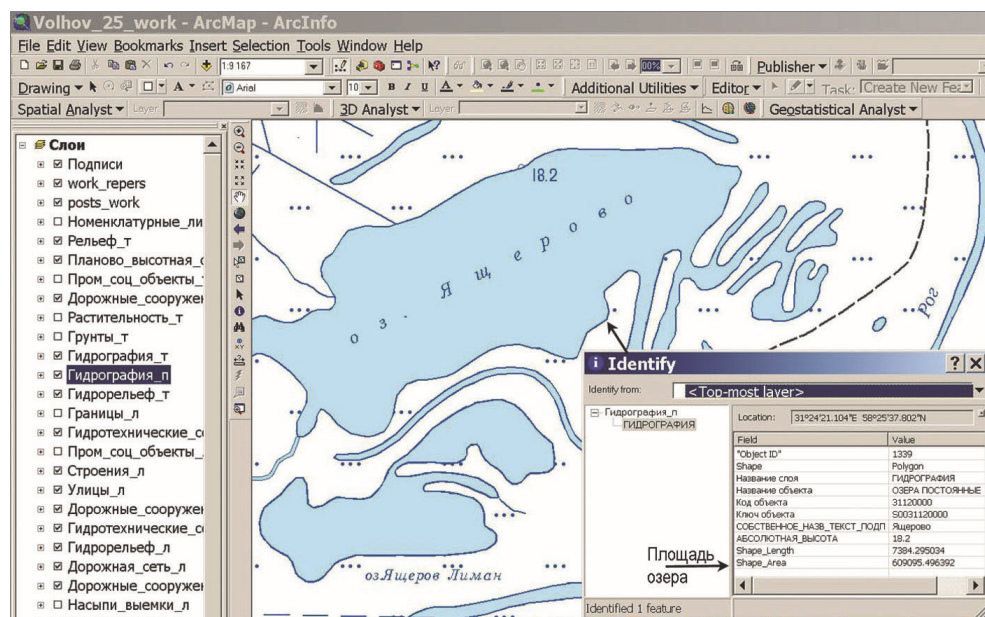 Volhov_25_work - ArcMap - ArcInfo
File Edit View Bookmarks Insert Selection Tools Window Help
1:9 167
Publisher
Drawing
A
Arial
10
B I U
A
Additional Utilities
Editor
Task:
Create New Fea
Spatial Analyst
Layer:
3D Analyst
Layer:
Geostatistical Analyst
Слои
Подписи
work_repers
posts_work
Номенклатурные_ли
Рельеф_т
Планово_высотная_с
Пром_соц_объекты_
Дорожные_сооружен
Растительность_т
Грунты_т
Гидрография_т
Гидрография_п
Гидрорельеф_т
Границы_л
Гидротехнические_с
Пром_соц_объекты_
Строения_л
Улицы_л
Дорожные_сооружен
Гидротехнические_с
Гидрорельеф_л
Дорожная_сеть_л
Дорожные_сооружен
Насыпи_выемки_л
18.2
оз. Ящерово
Рог
оз.Ящеров Лиман
Identify
Identify from:
<Top-most layer>
Гидрография_п
ГИДРОГРАФИЯ
Location:
31°24'21.104"E 58°25'37.802"N
Field Value
"Object ID" 1339
Shape Polygon
Название слоя ГИДРОГРАФИЯ
Название объекта ОЗЕРА ПОСТОЯННЫЕ
Код объекта 31120000
Ключ объекта S0031120000
СОБСТВЕННОЕ_НАЗВ_ТЕКСТ_ПОДП Ящерово
АБСОЛЮТНАЯ_ВЫСОТА 18.2
Shape_Length 7384.295034
Shape_Area 609095.496392
Площадь
озера
Identified 1 feature